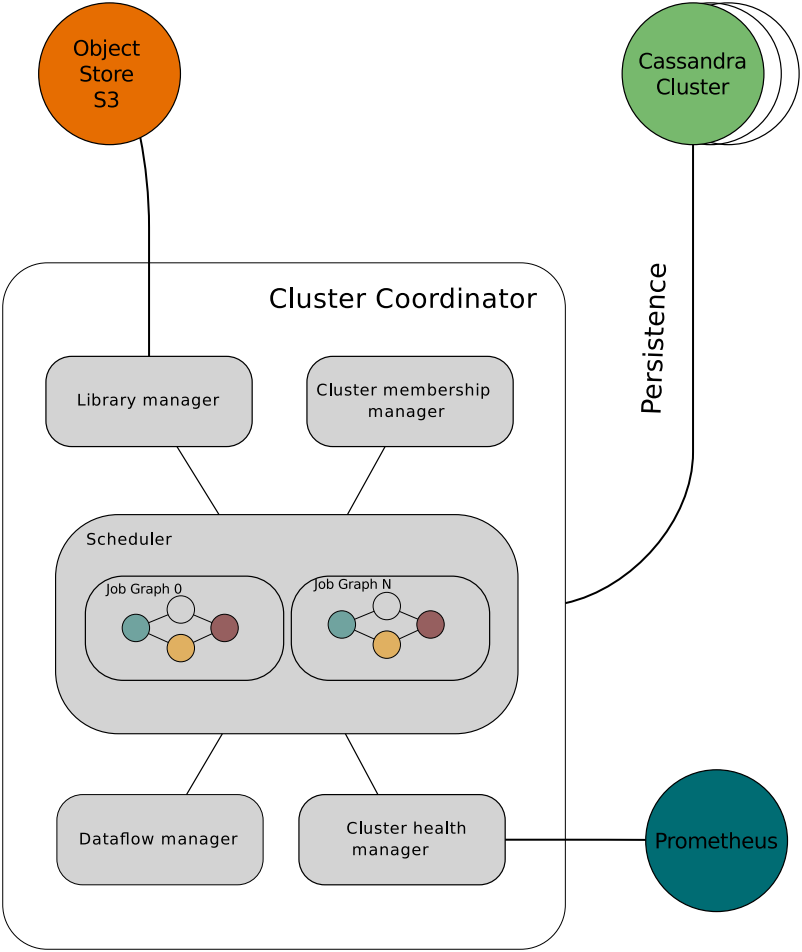 Object
Store
S3
Cassandra
Cluster
Cluster Coordinator
Persistence
Library manager
Cluster membership
manager
Scheduler
Job Graph 0
Job Graph N
Dataflow manager
Cluster health
manager
Prometheus